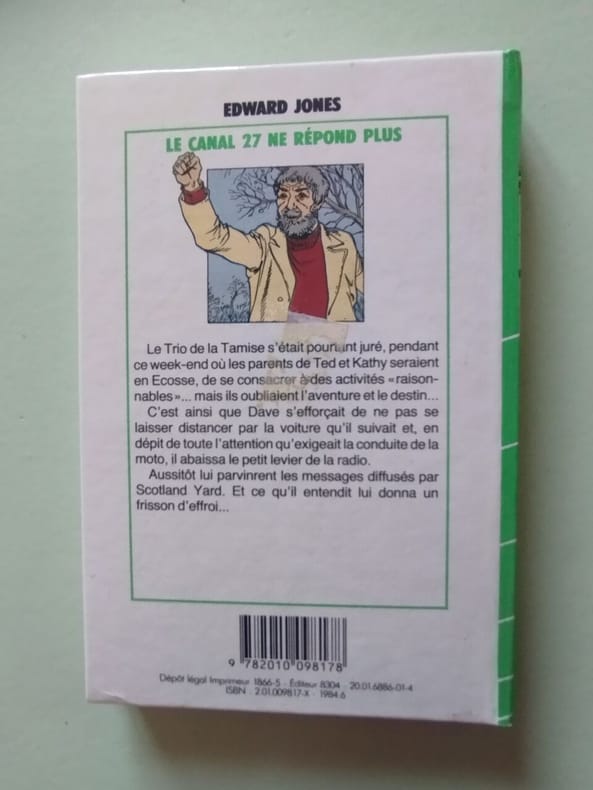 EDWARD JONES
LE CANAL 27 NE RÉPOND PLUS
Le Trio de la Tamise s'était pourtant juré, pendant
ce week-end où les parents de Ted et Kathy seraient
en Ecosse, de se consacrer à des activités «raison-
nables»... mais ils oubliaient l'aventure et le destin...
C'est ainsi que Dave s'efforçait de ne pas se
laisser distancer par la voiture qu'il suivait et, en
dépit de toute l'attention qu'exigeait la conduite de la
moto, il abaissa le petit levier de la radio.
Aussitôt lui parvinrent les messages diffusés par
Scotland Yard. Et ce qu'il entendit lui donna un
frisson d'effroi...
9 782010 098178
Dépôt légal Imprimeur 1866-5 - Éditeur 8304 - 20.01.6886-01-4
ISBN - 2.01.009817-X - 1984.6